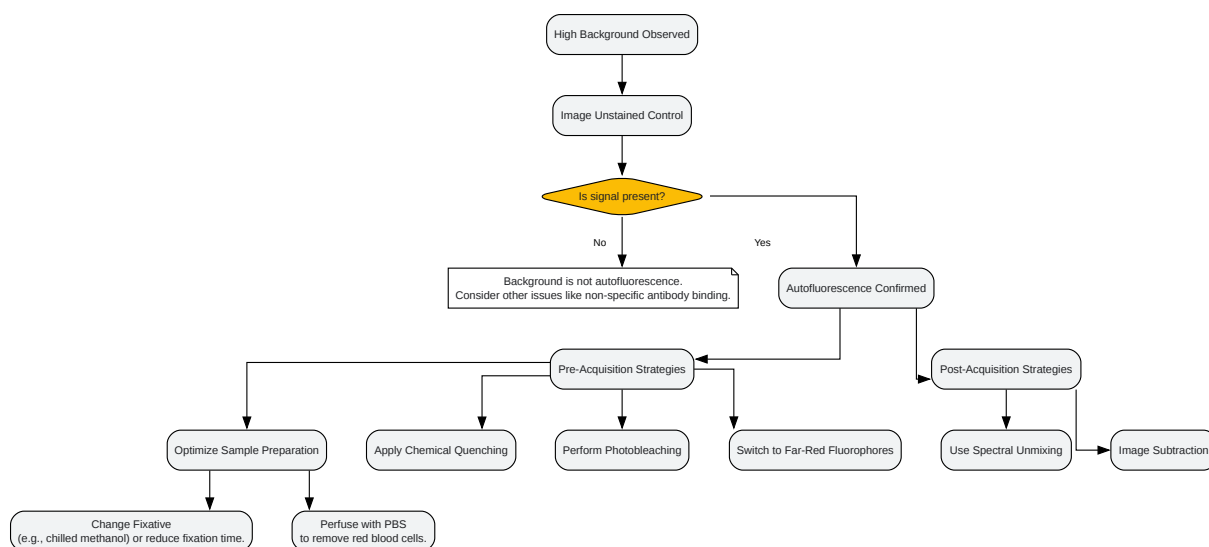 High Background Observed
Image Unstained Control
Is signal present?
No
Yes
Background is not autofluorescence.
Consider other issues like non-specific antibody binding.
Autofluorescence Confirmed
Pre-Acquisition Strategies
Post-Acquisition Strategies
Optimize Sample Preparation
Apply Chemical Quenching
Perform Photobleaching
Switch to Far-Red Fluorophores
Use Spectral Unmixing
Image Subtraction
Change Fixative
(e.g., chilled methanol) or reduce fixation time.
Perfuse with PBS
to remove red blood cells.